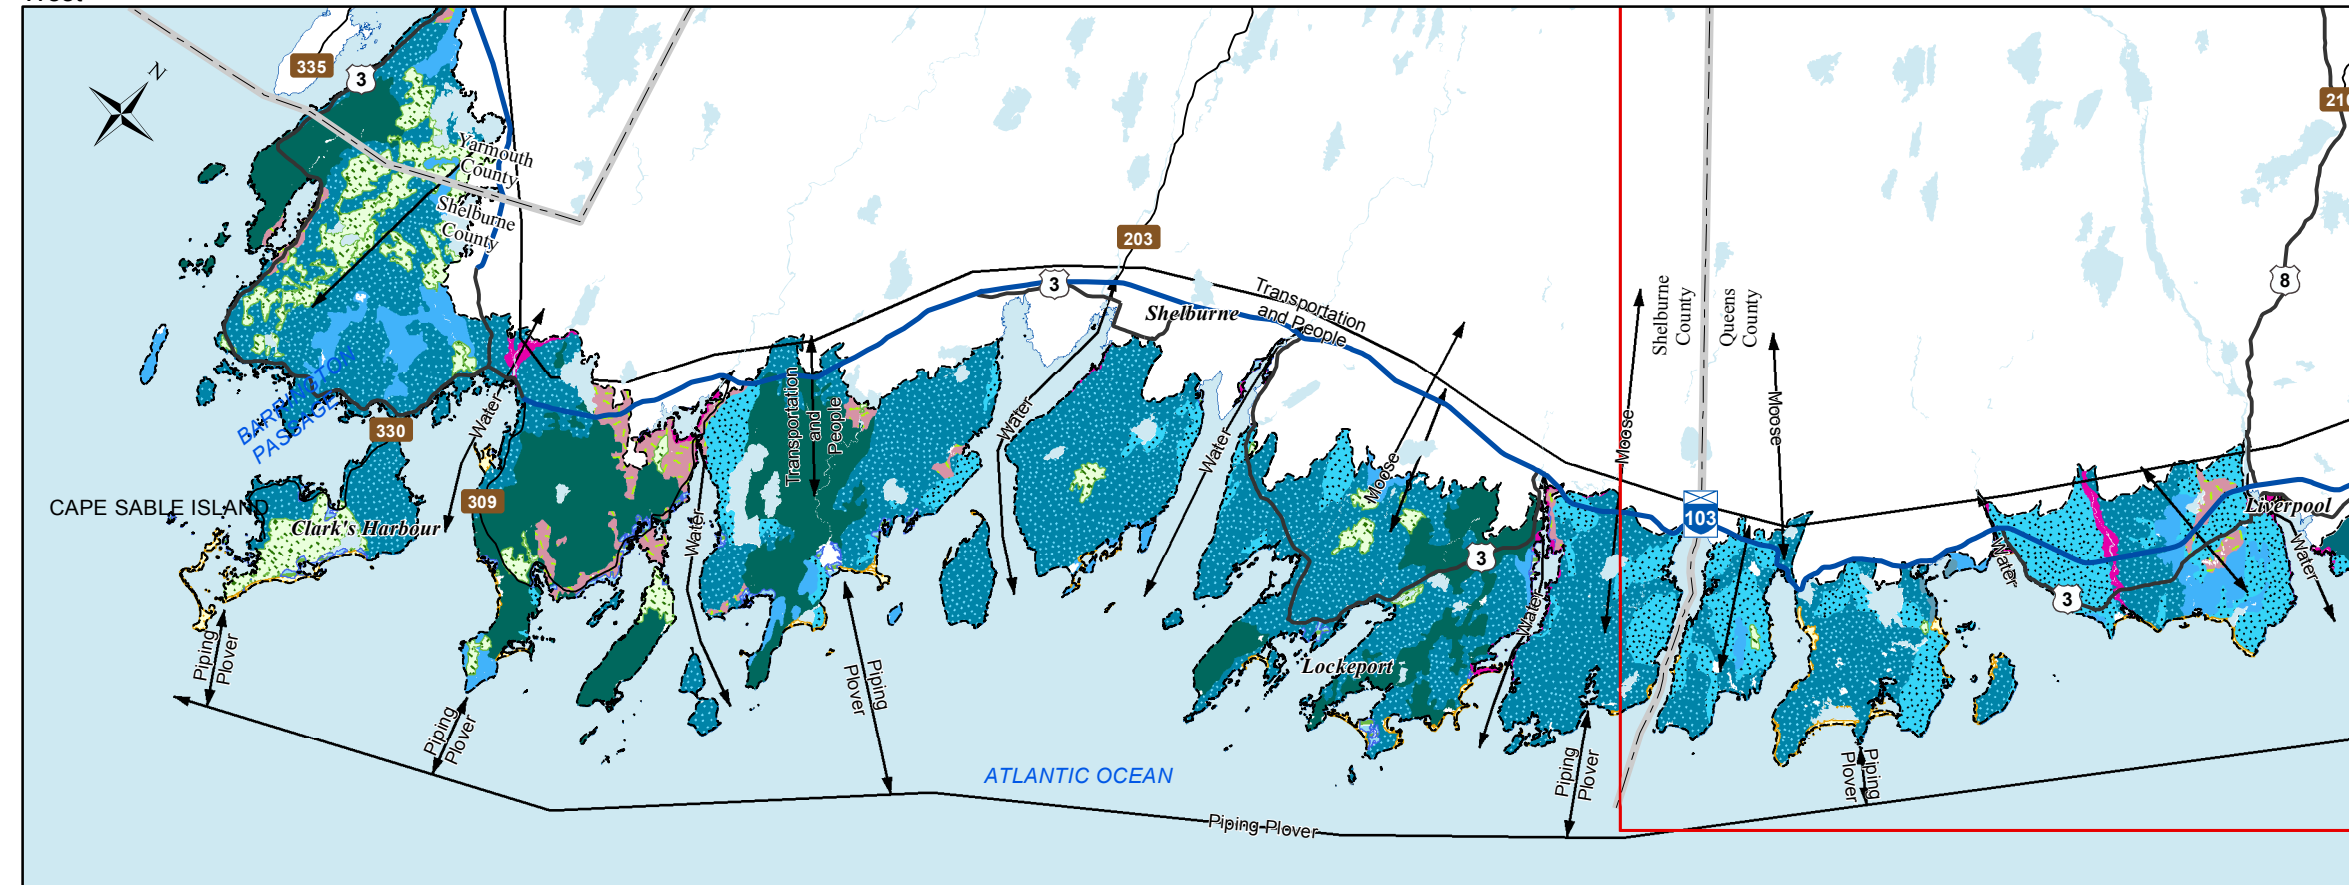 335
3
N
Yarmouth
County
Shelburne
County
203
3
Shelburne
Transportation
and People
Shelburne
County
Queens
County
8
BARRINGTON
PASSAGE
330
Water
Transportation
and
People
Water
Water
Moose
Moose
Moose
CAPE SABLE ISLAND
Clark's Harbour
309
Water
3
103
Water
Liverpool
Water
Water
3
Lockeport
Piping
Plover
Piping
Plover
Piping
Plover
Piping
Plover
Piping
Plover
ATLANTIC OCEAN
Piping Plover